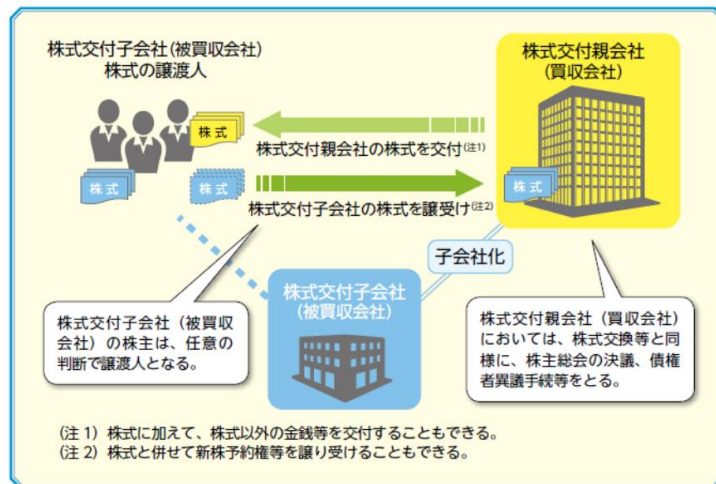 株式交付子会社(被買収会社)
株式の譲渡人
株式交付親会社
(買収会社)
株 式
株式交付親会社の株式を交付(注1)
株 式
株 式
株 式
株式交付子会社の株式を譲受け(注2)
子会社化
株式交付子会社
(被買収会社)
株式交付子会社(被買収
会社)の株主は、任意の
判断で譲渡人となる。
株式交付親会社(買収会社)
においては、株式交換等と同
様に、株主総会の決議、債権
者異議手続等をとる。
(注 1) 株式に加えて、株式以外の金銭等を交付することもできる。
(注 2) 株式と併せて新株予約権等を譲り受けることもできる。